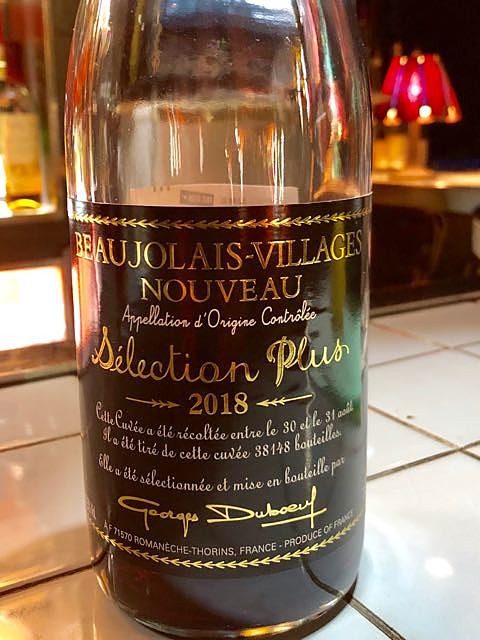 BEAUJOLAIS-VILLAGES
NOUVEAU
Appellation d'Origine Contrôlée
Sélection Plus
2018
Cette Cuvée a été récoltée entre le 30 et le 31 août
Il a été tiré de cette cuvée 38148 bouteilles.
Elle a été sélectionnée et mise en bouteille par
Georges Duboeuf
A F 71570 ROMANÈCHE-THORINS, FRANCE - PRODUCE OF FRANCE